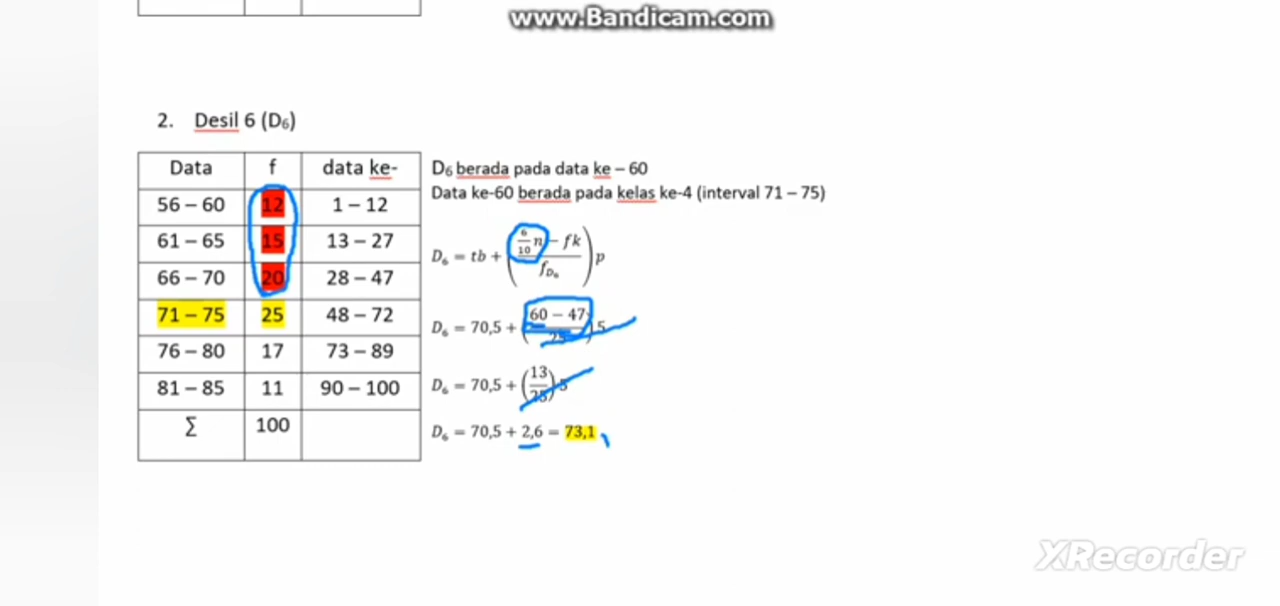 www.Bandicam.com
2. Desil 6 (D6)
Data f data ke-
56 – 60 12 1 – 12
61 – 65 15 13 – 27
66 – 70 20 28 – 47
71 – 75 25 48 – 72
76 – 80 17 73 – 89
81 – 85 11 90 – 100
∑ 100
D6 berada pada data ke – 60
Data ke-60 berada pada kelas ke-4 (interval 71 – 75)
D₆ = tb + ((6/10 n – fk)/f_D₆) p
D₆ = 70,5 + ((60 – 47)/25) 5
D₆ = 70,5 + (13/25) 5
D₆ = 70,5 + 2,6 = 73,1
XRecorder